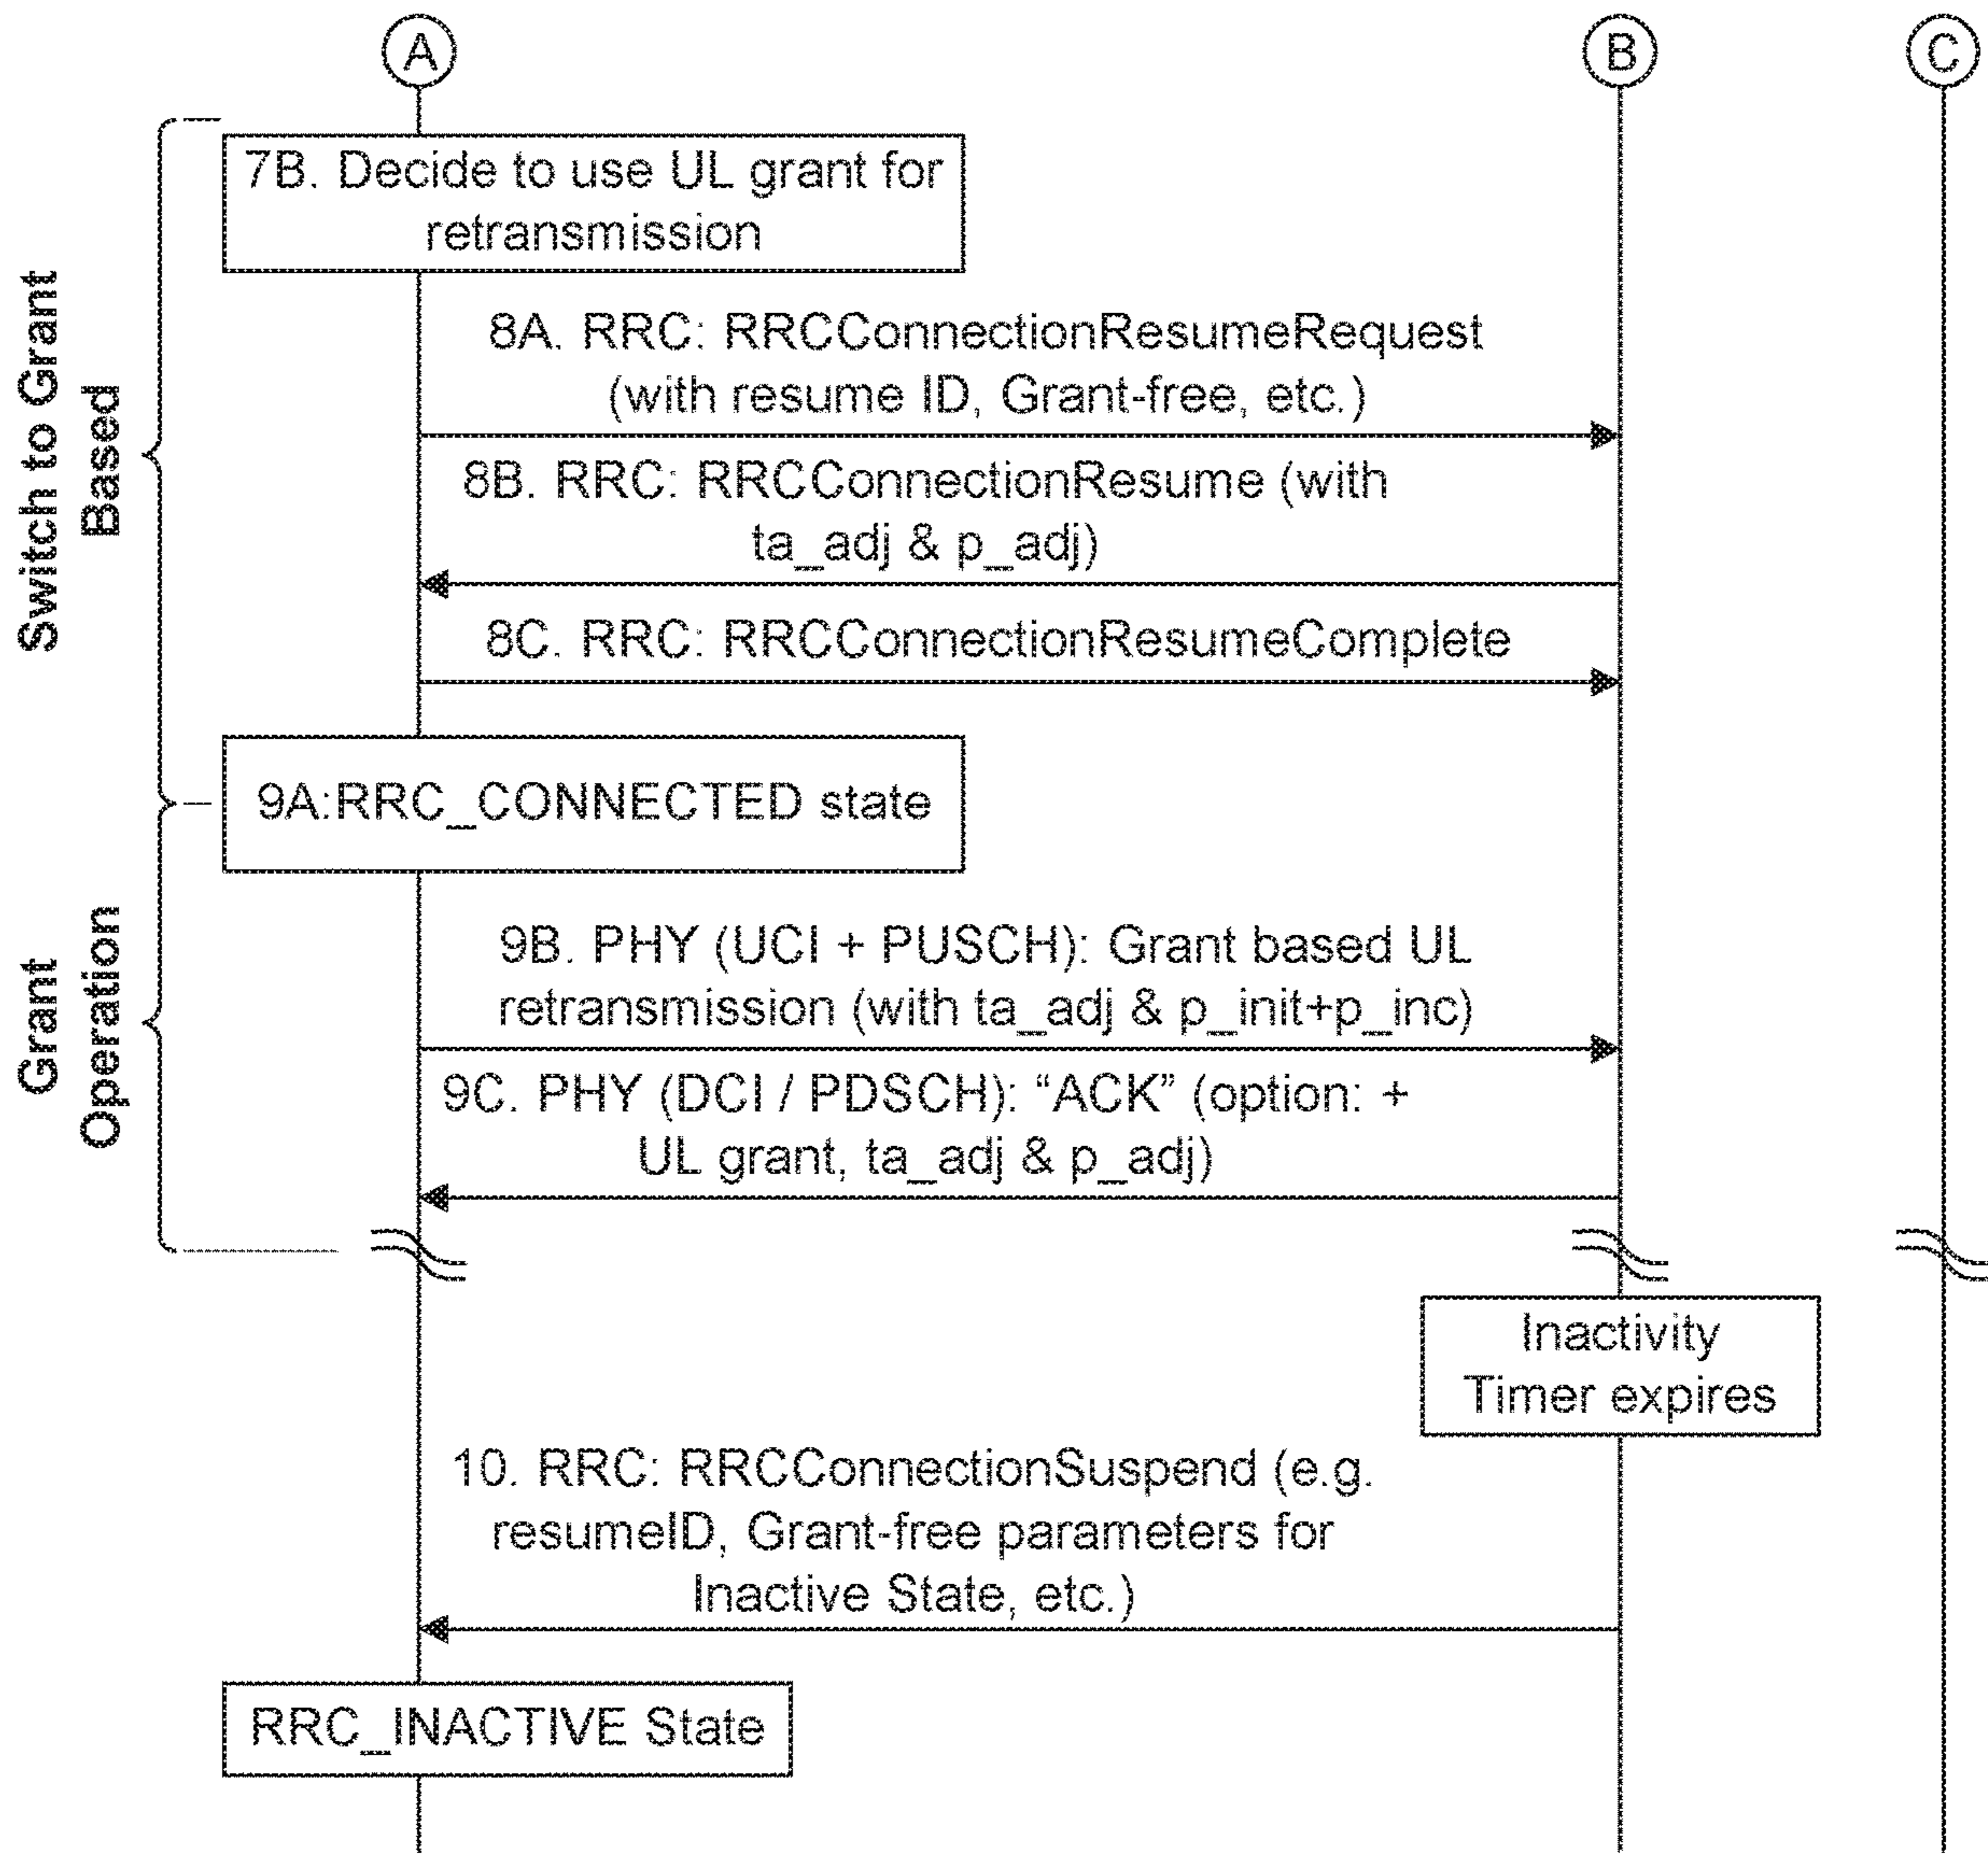 A
B
C
7B. Decide to use UL grant for
retransmission
Switch to Grant
Based
8A. RRC: RRCConnectionResumeRequest
(with resume ID, Grant-free, etc.)
8B. RRC: RRCConnectionResume (with
ta_adj & p_adj)
8C. RRC: RRCConnectionResumeComplete
9A:RRC_CONNECTED state
Grant
Operation
9B. PHY (UCI + PUSCH): Grant based UL
retransmission (with ta_adj & p_init+p_inc)
9C. PHY (DCI / PDSCH): “ACK” (option: +
UL grant, ta_adj & p_adj)
Inactivity
Timer expires
10. RRC: RRCConnectionSuspend (e.g.
resumeID, Grant-free parameters for
Inactive State, etc.)
RRC_INACTIVE State